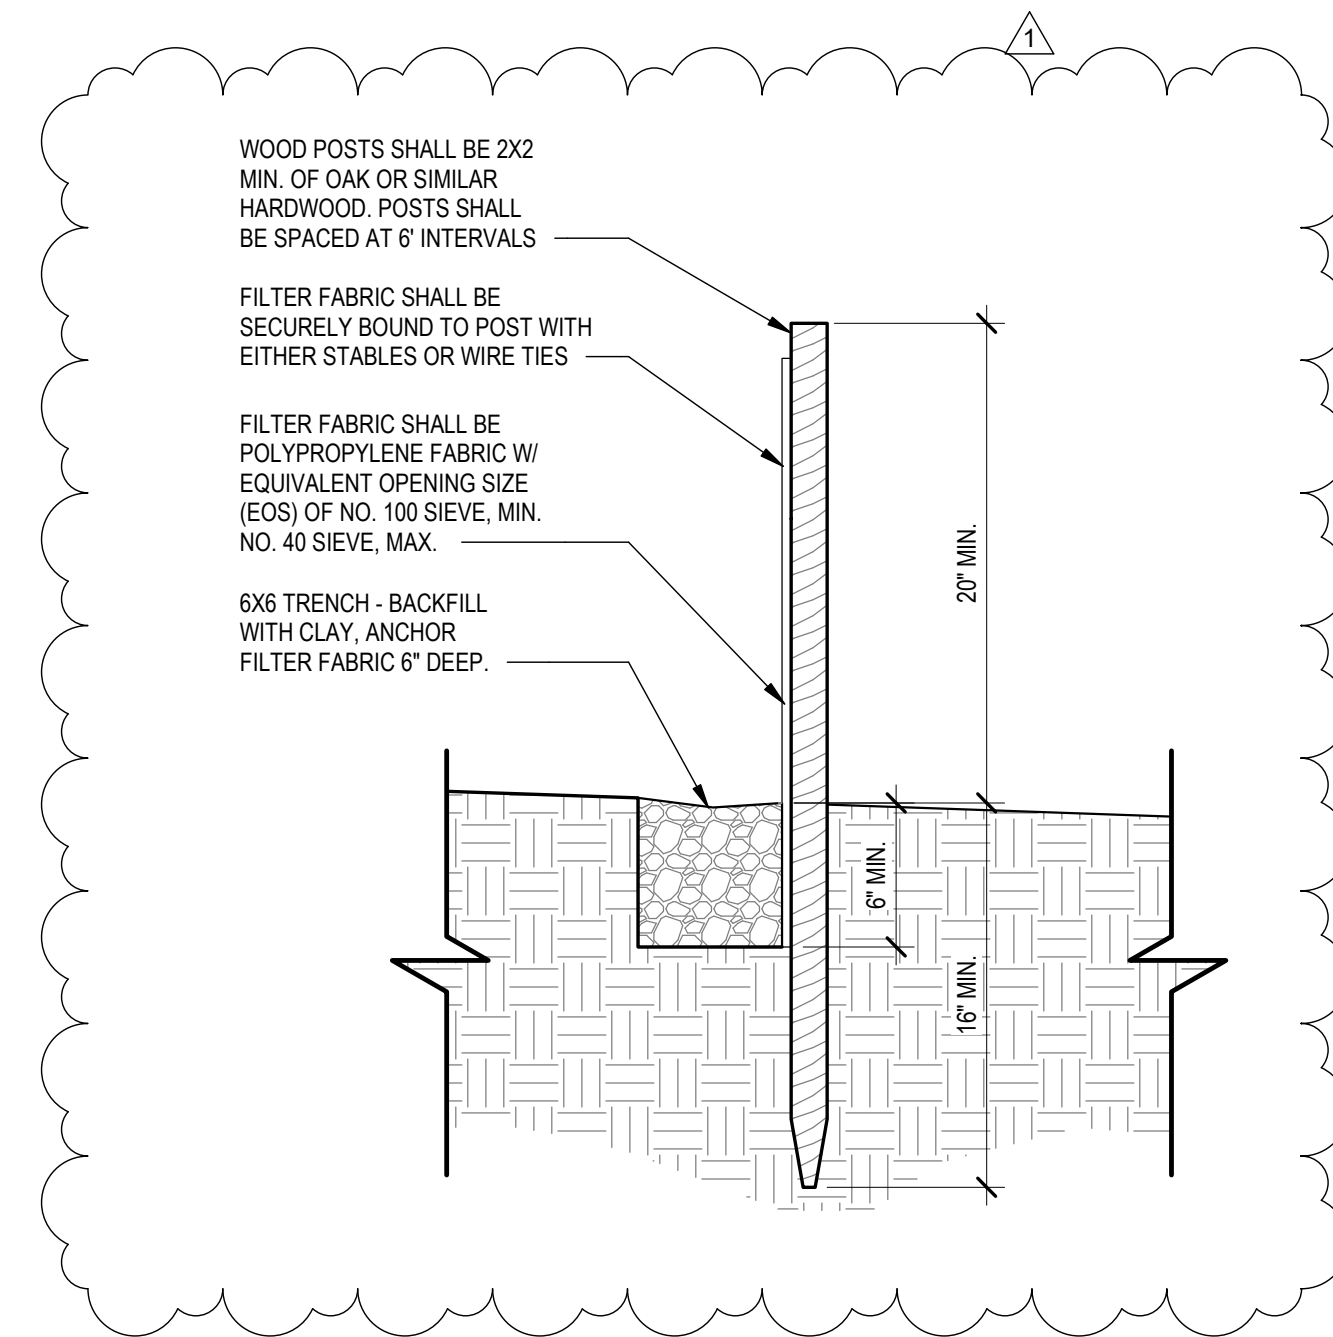 1
WOOD POSTS SHALL BE 2X2
MIN. OF OAK OR SIMILAR
HARDWOOD. POSTS SHALL
BE SPACED AT 6' INTERVALS
FILTER FABRIC SHALL BE
SECURELY BOUND TO POST WITH
EITHER STABLES OR WIRE TIES
FILTER FABRIC SHALL BE
POLYPROPYLENE FABRIC W/
EQUIVALENT OPENING SIZE
(EOS) OF NO. 100 SIEVE, MIN.
NO. 40 SIEVE, MAX.
6X6 TRENCH - BACKFILL
WITH CLAY, ANCHOR
FILTER FABRIC 6" DEEP.
20" MIN.
6" MIN.
16" MIN.